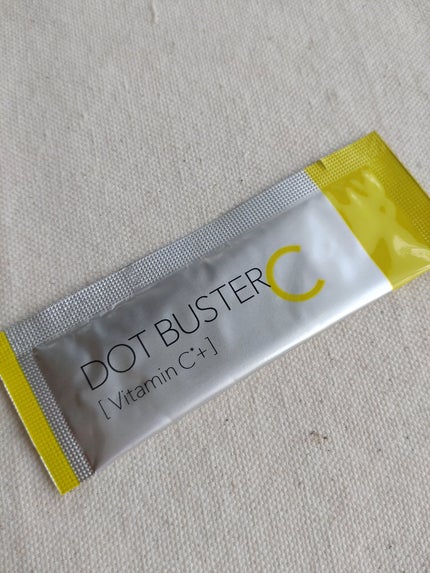 DOT BUSTER C
[Vitamin C*+]